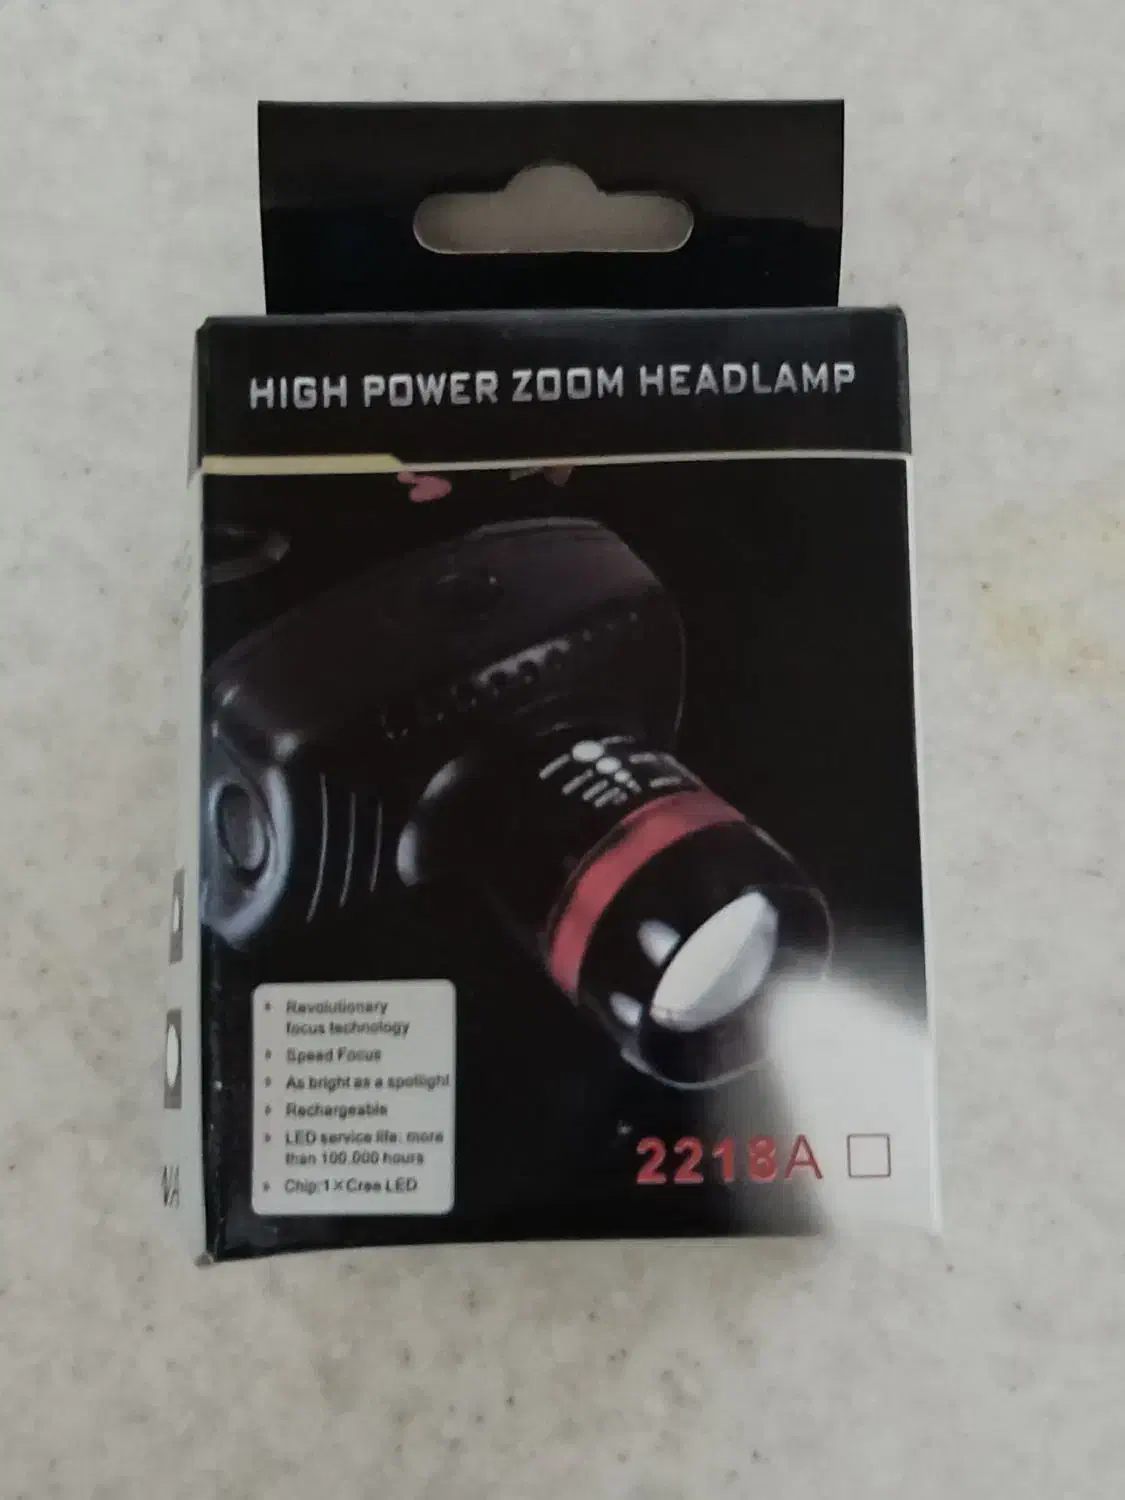 HIGH POWER ZOOM HEADLAMP
Revolutionary
focus technology
Speed Focus
As bright as a spotlight
Rechargeable
LED service life: more
than 100.000 hours
Chip:1×Cree LED
2218A